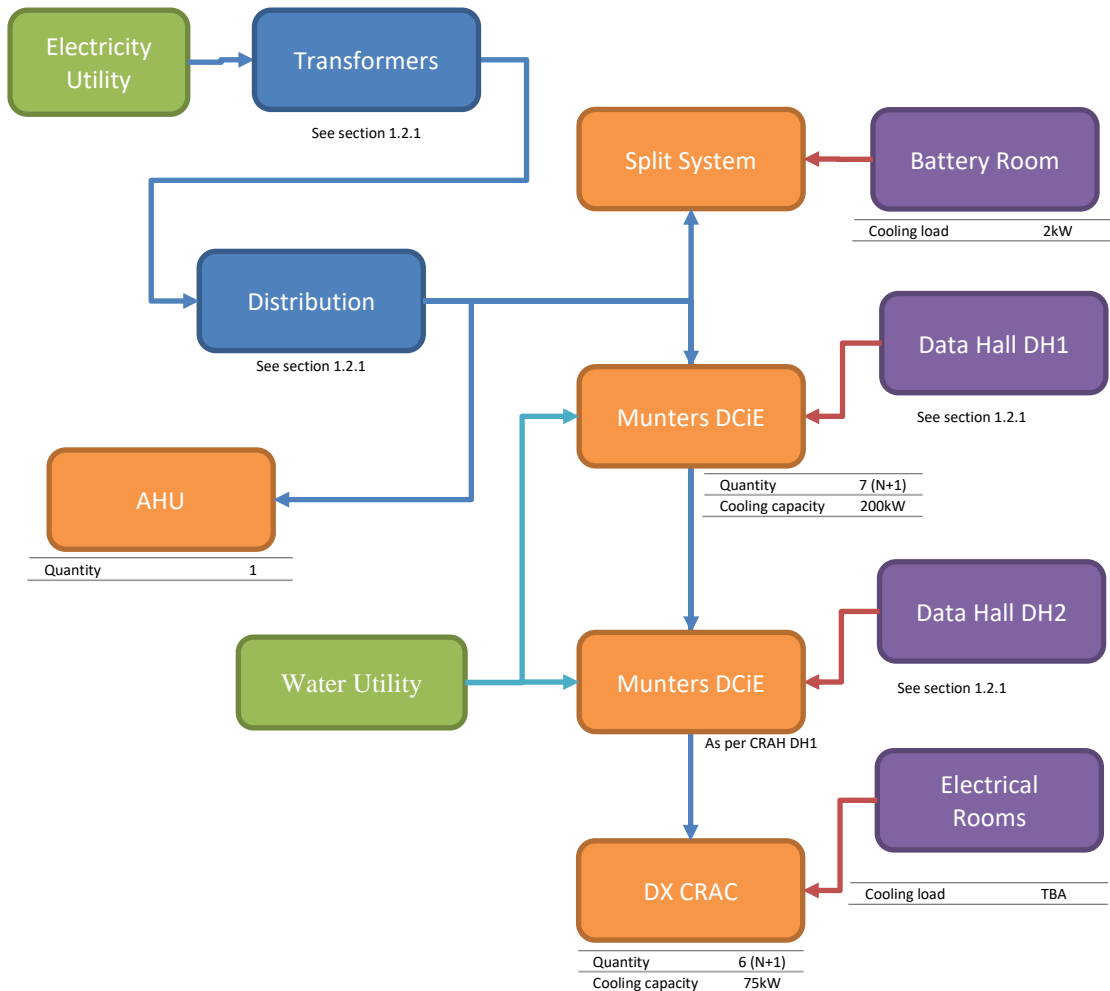 Electricity
Utility
Transformers
See section 1.2.1
Split System
Battery Room
Cooling load 2kW
Distribution
See section 1.2.1
Data Hall DH1
See section 1.2.1
Munters DCiE
Quantity 7 (N+1)
Cooling capacity 200kW
AHU
Quantity 1
Data Hall DH2
See section 1.2.1
Water Utility
Munters DCiE
As per CRAH DH1
Electrical
Rooms
Cooling load TBA
DX CRAC
Quantity 6 (N+1)
Cooling capacity 75kW